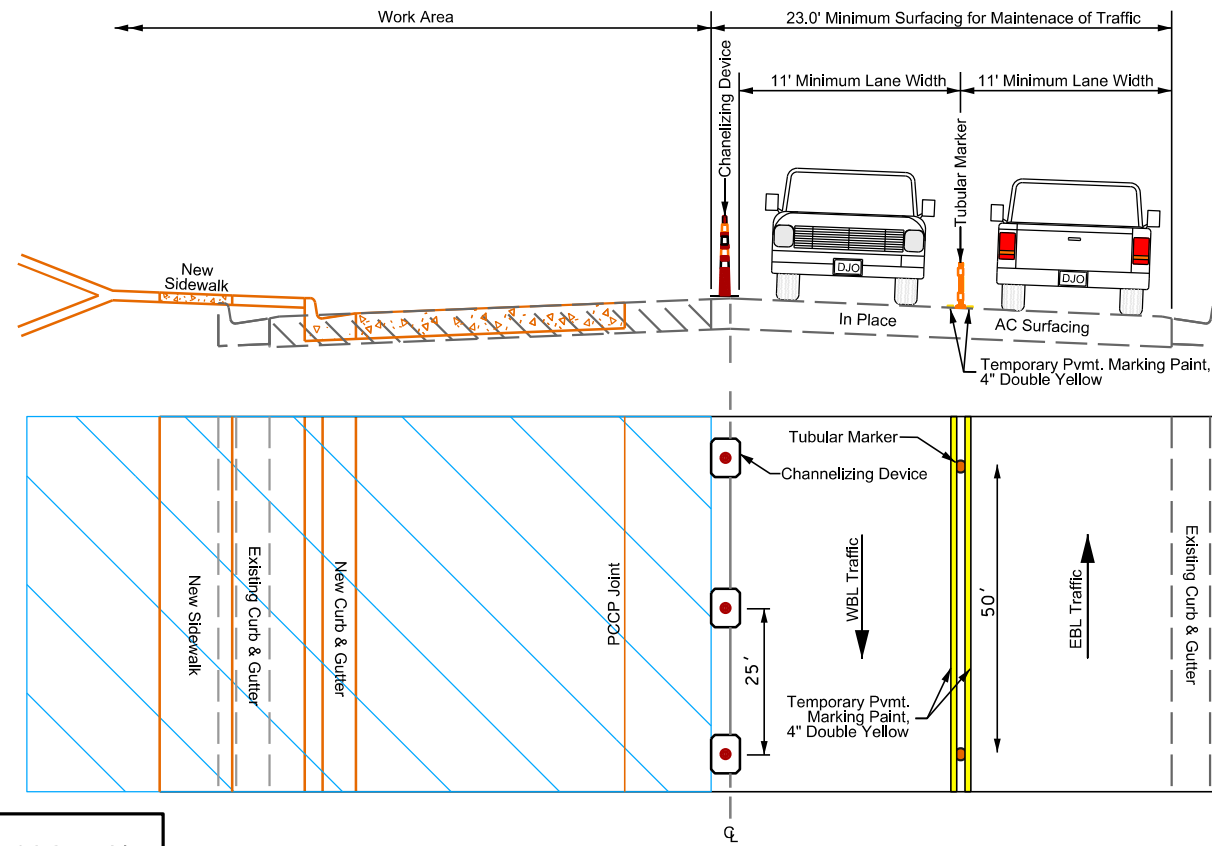 Work Area
23.0' Minimum Surfacing for Maintenace of Traffic
11' Minimum Lane Width
11' Minimum Lane Width
Chanelizing Device
Tubular Marker
New
Sidewalk
DJO
DJO
In Place
AC Surfacing
Temporary Pvmt. Marking Paint,
4" Double Yellow
Tubular Marker
Channelizing Device
New Sidewalk
Existing Curb & Gutter
New Curb & Gutter
PCCP Joint
25'
WBL Traffic
50'
EBL Traffic
Existing Curb & Gutter
Temporary Pvmt.
Marking Paint,
4" Double Yellow
℄